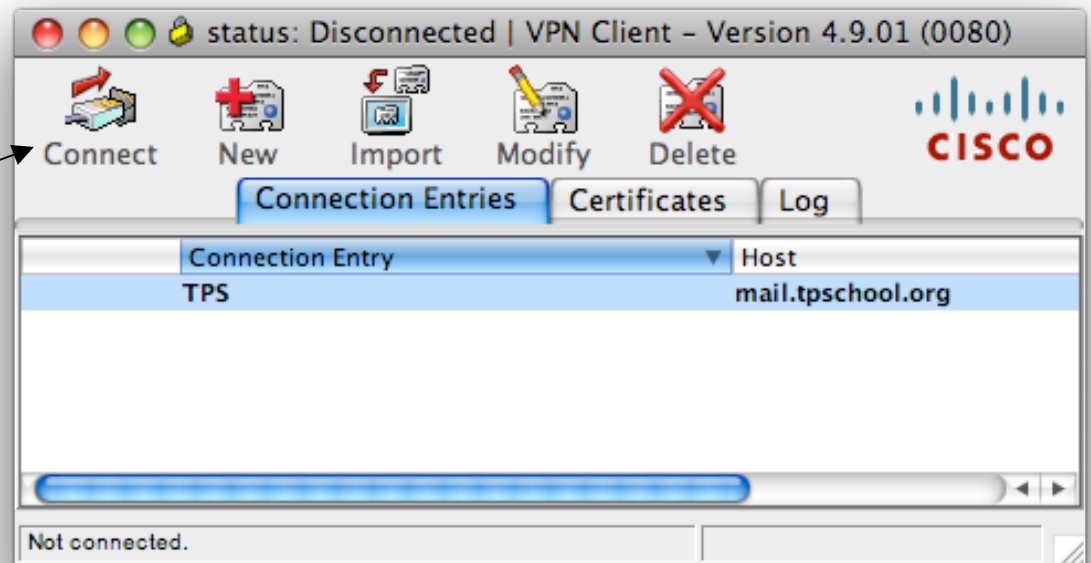 status: Disconnected | VPN Client – Version 4.9.01 (0080)
Connect New Import Modify Delete CISCO
Connection Entries Certificates Log
Connection Entry Host
TPS mail.tpschool.org
Not connected.